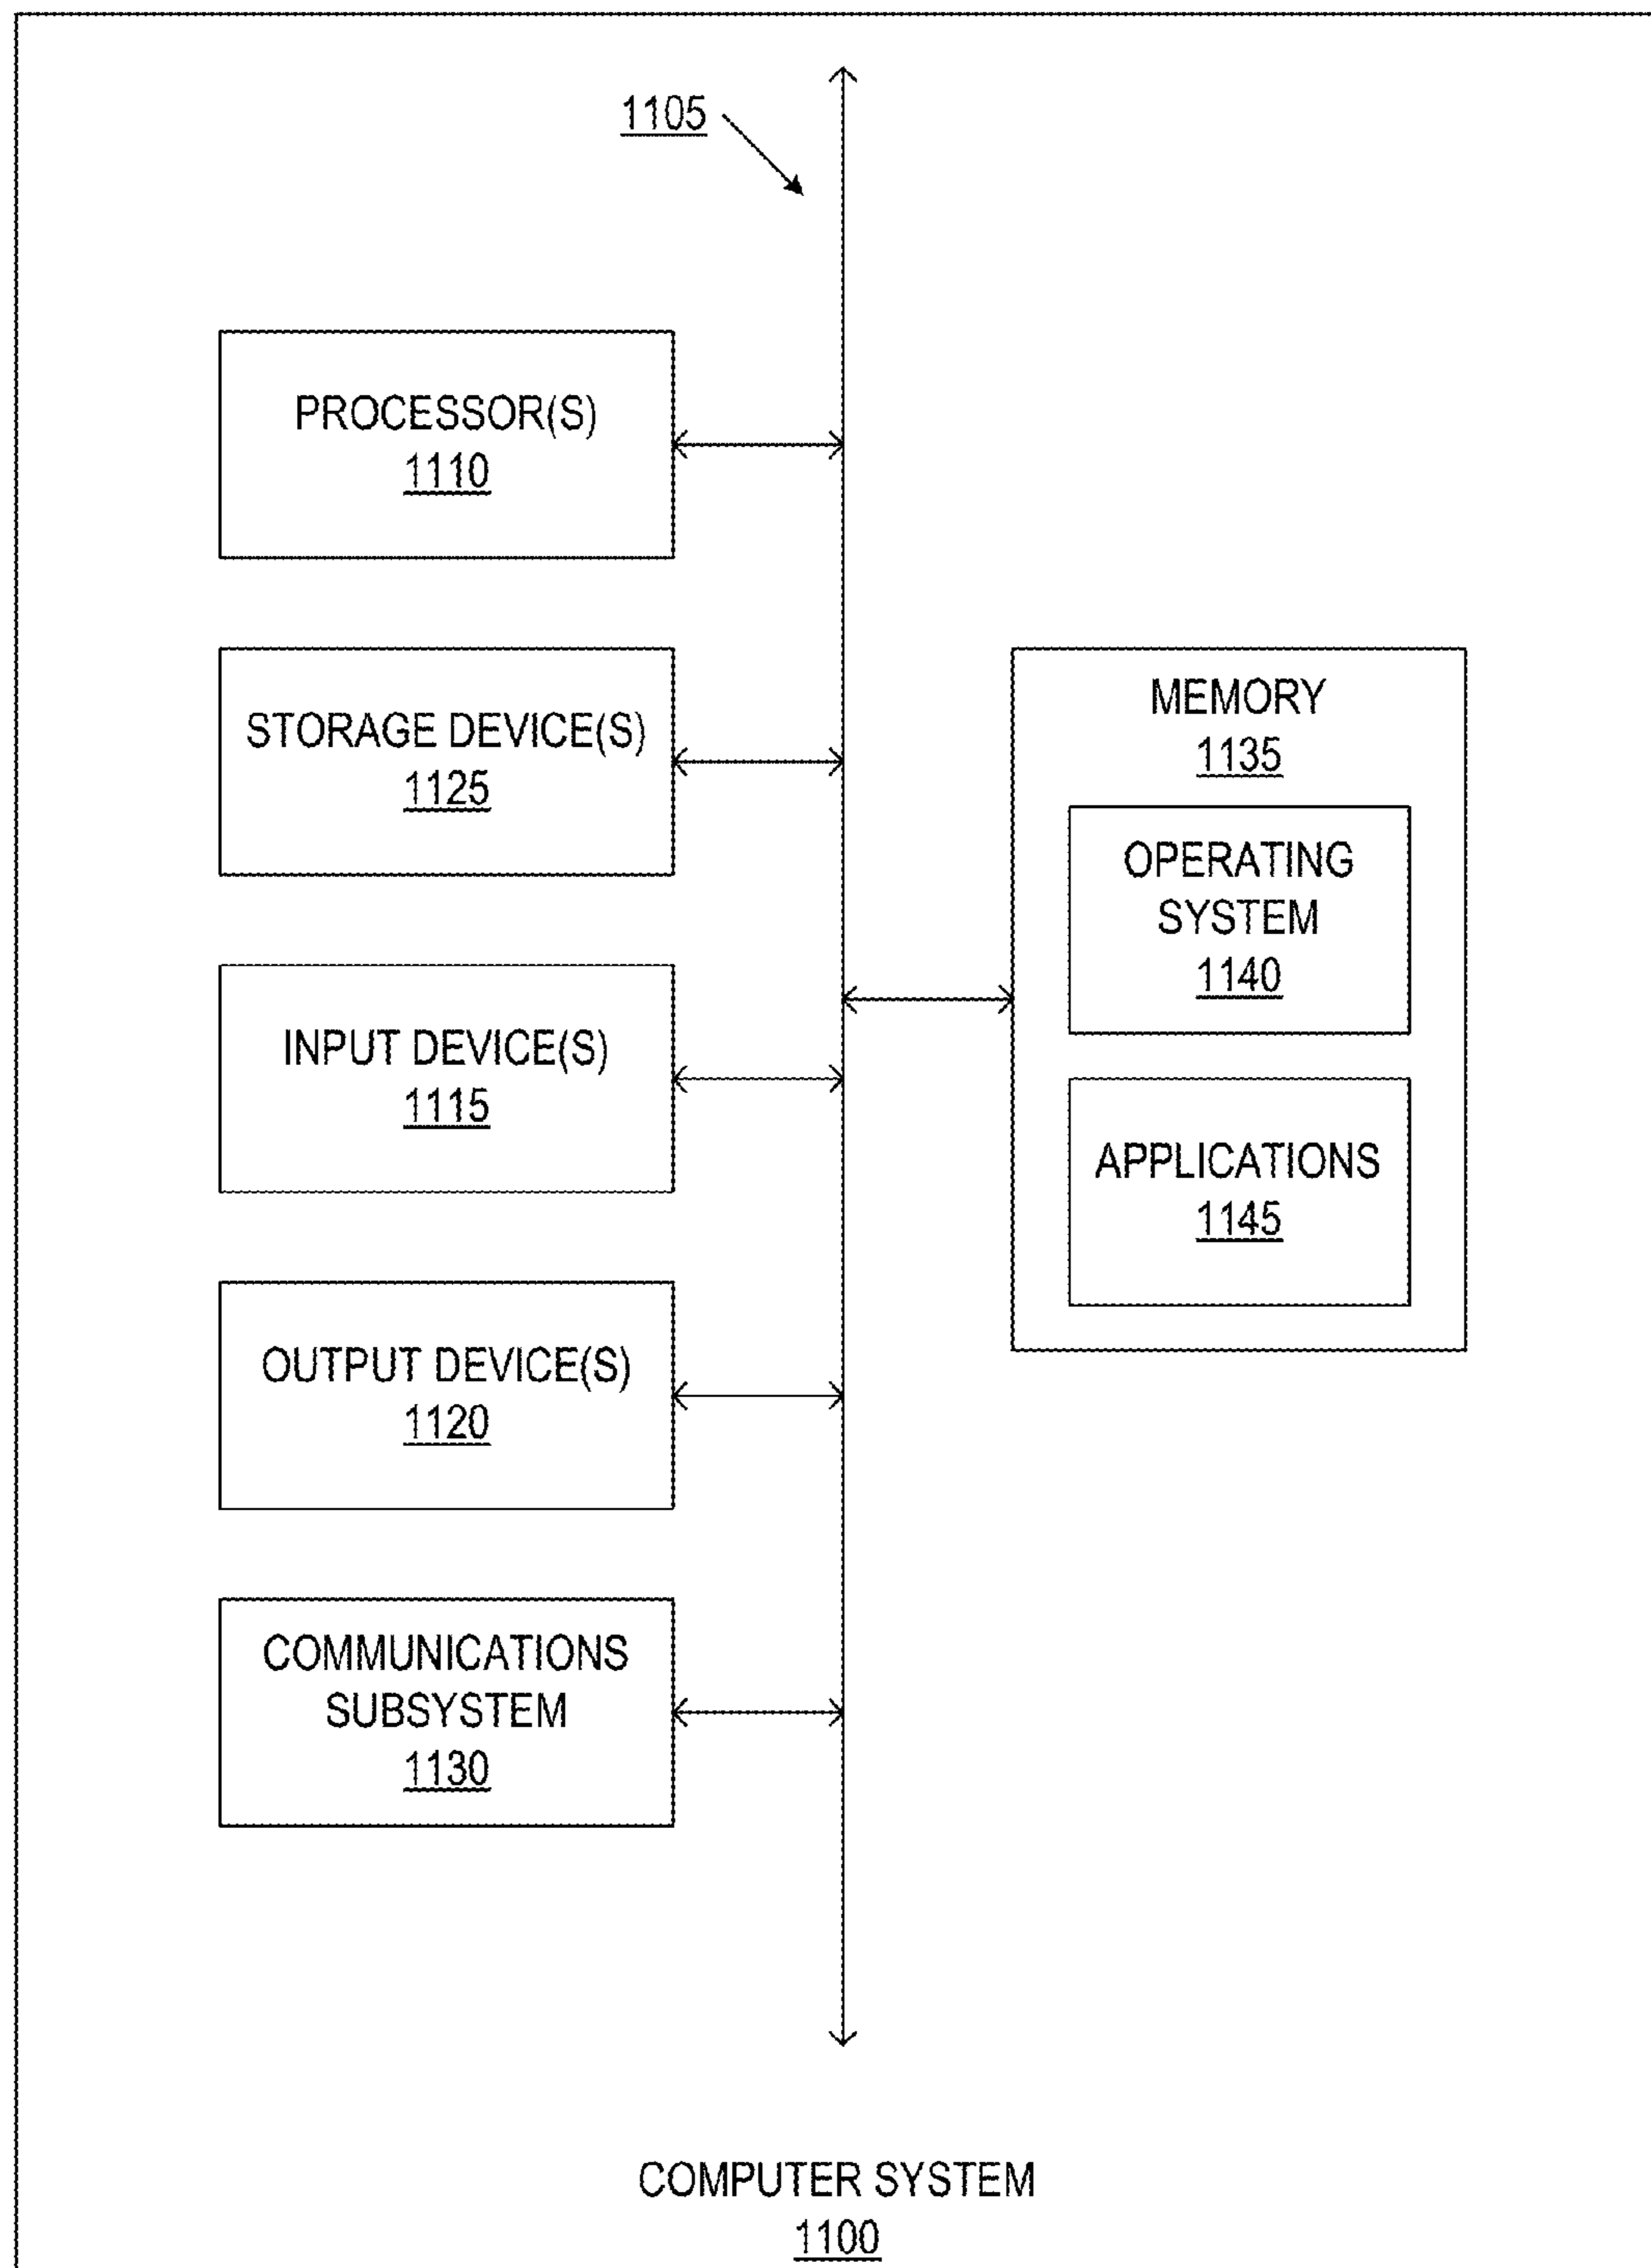 1105
PROCESSOR(S)
1110
STORAGE DEVICE(S)
1125
INPUT DEVICE(S)
1115
OUTPUT DEVICE(S)
1120
COMMUNICATIONS
SUBSYSTEM
1130
MEMORY
1135
OPERATING
SYSTEM
1140
APPLICATIONS
1145
COMPUTER SYSTEM
1100